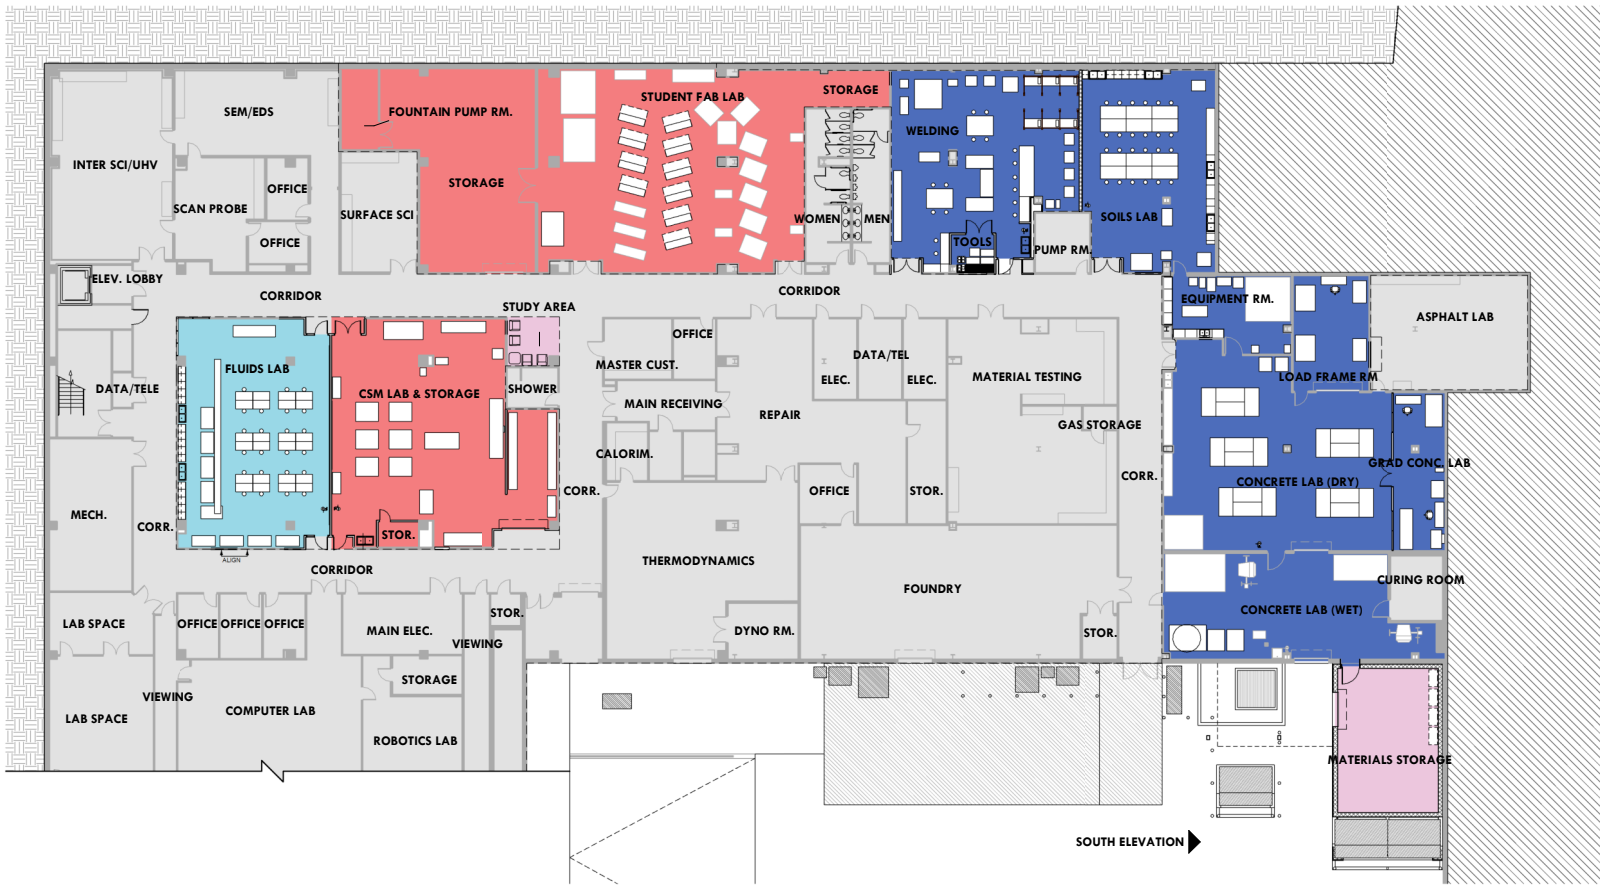 SEM/EDS
FOUNTAIN PUMP RM.
STUDENT FAB LAB
STORAGE
WELDING
INTER SCI/UHV
OFFICE
SCAN PROBE
STORAGE
SURFACE SCI
WOMEN
MEN
SOILS LAB
OFFICE
TOOLS
PUMP RM.
ELEV. LOBBY
CORRIDOR
CORRIDOR
STUDY AREA
EQUIPMENT RM.
ASPHALT LAB
OFFICE
DATA/TEL
MASTER CUST.
FLUIDS LAB
ELEC.
ELEC.
MATERIAL TESTING
LOAD FRAME RM
DATA/TELE
CSM LAB & STORAGE
SHOWER
MAIN RECEIVING
REPAIR
GAS STORAGE
CALORIM.
GRAD CONC. LAB
CORR.
CORR.
CONCRETE LAB (DRY)
OFFICE
STOR.
MECH.
CORR.
STOR.
ALIGN
CORRIDOR
THERMODYNAMICS
FOUNDRY
CURING ROOM
CONCRETE LAB (WET)
LAB SPACE
OFFICE
OFFICE
OFFICE
MAIN ELEC.
STOR.
VIEWING
DYNO RM.
STOR.
STORAGE
VIEWING
COMPUTER LAB
LAB SPACE
ROBOTICS LAB
MATERIALS STORAGE
SOUTH ELEVATION